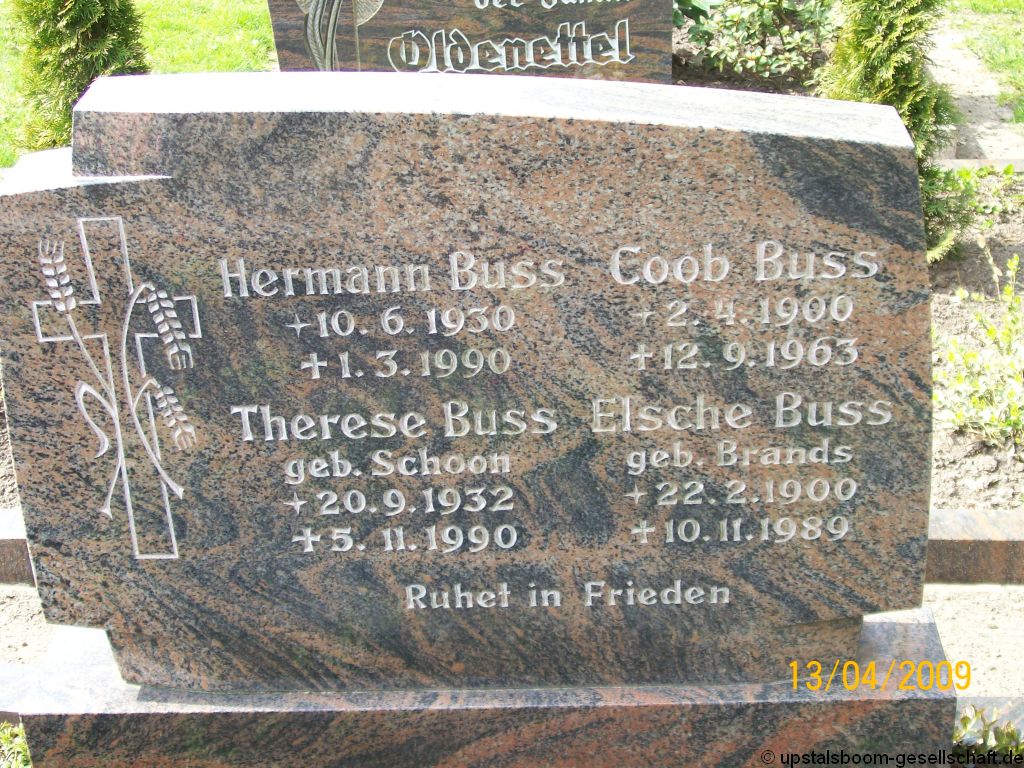 der Familie
Oldenettel
Hermann Buss
10. 6. 1930
1. 3. 1990
Therese Buss
geb. Schoon
20. 9. 1932
5. 11. 1990
Coob Buss
2. 4. 1900
12. 9. 1963
Elsche Buss
geb. Brands
22. 2. 1900
10. 11. 1989
Ruhet in Frieden
13/04/2009
© upstalsboom-gesellschaft.de